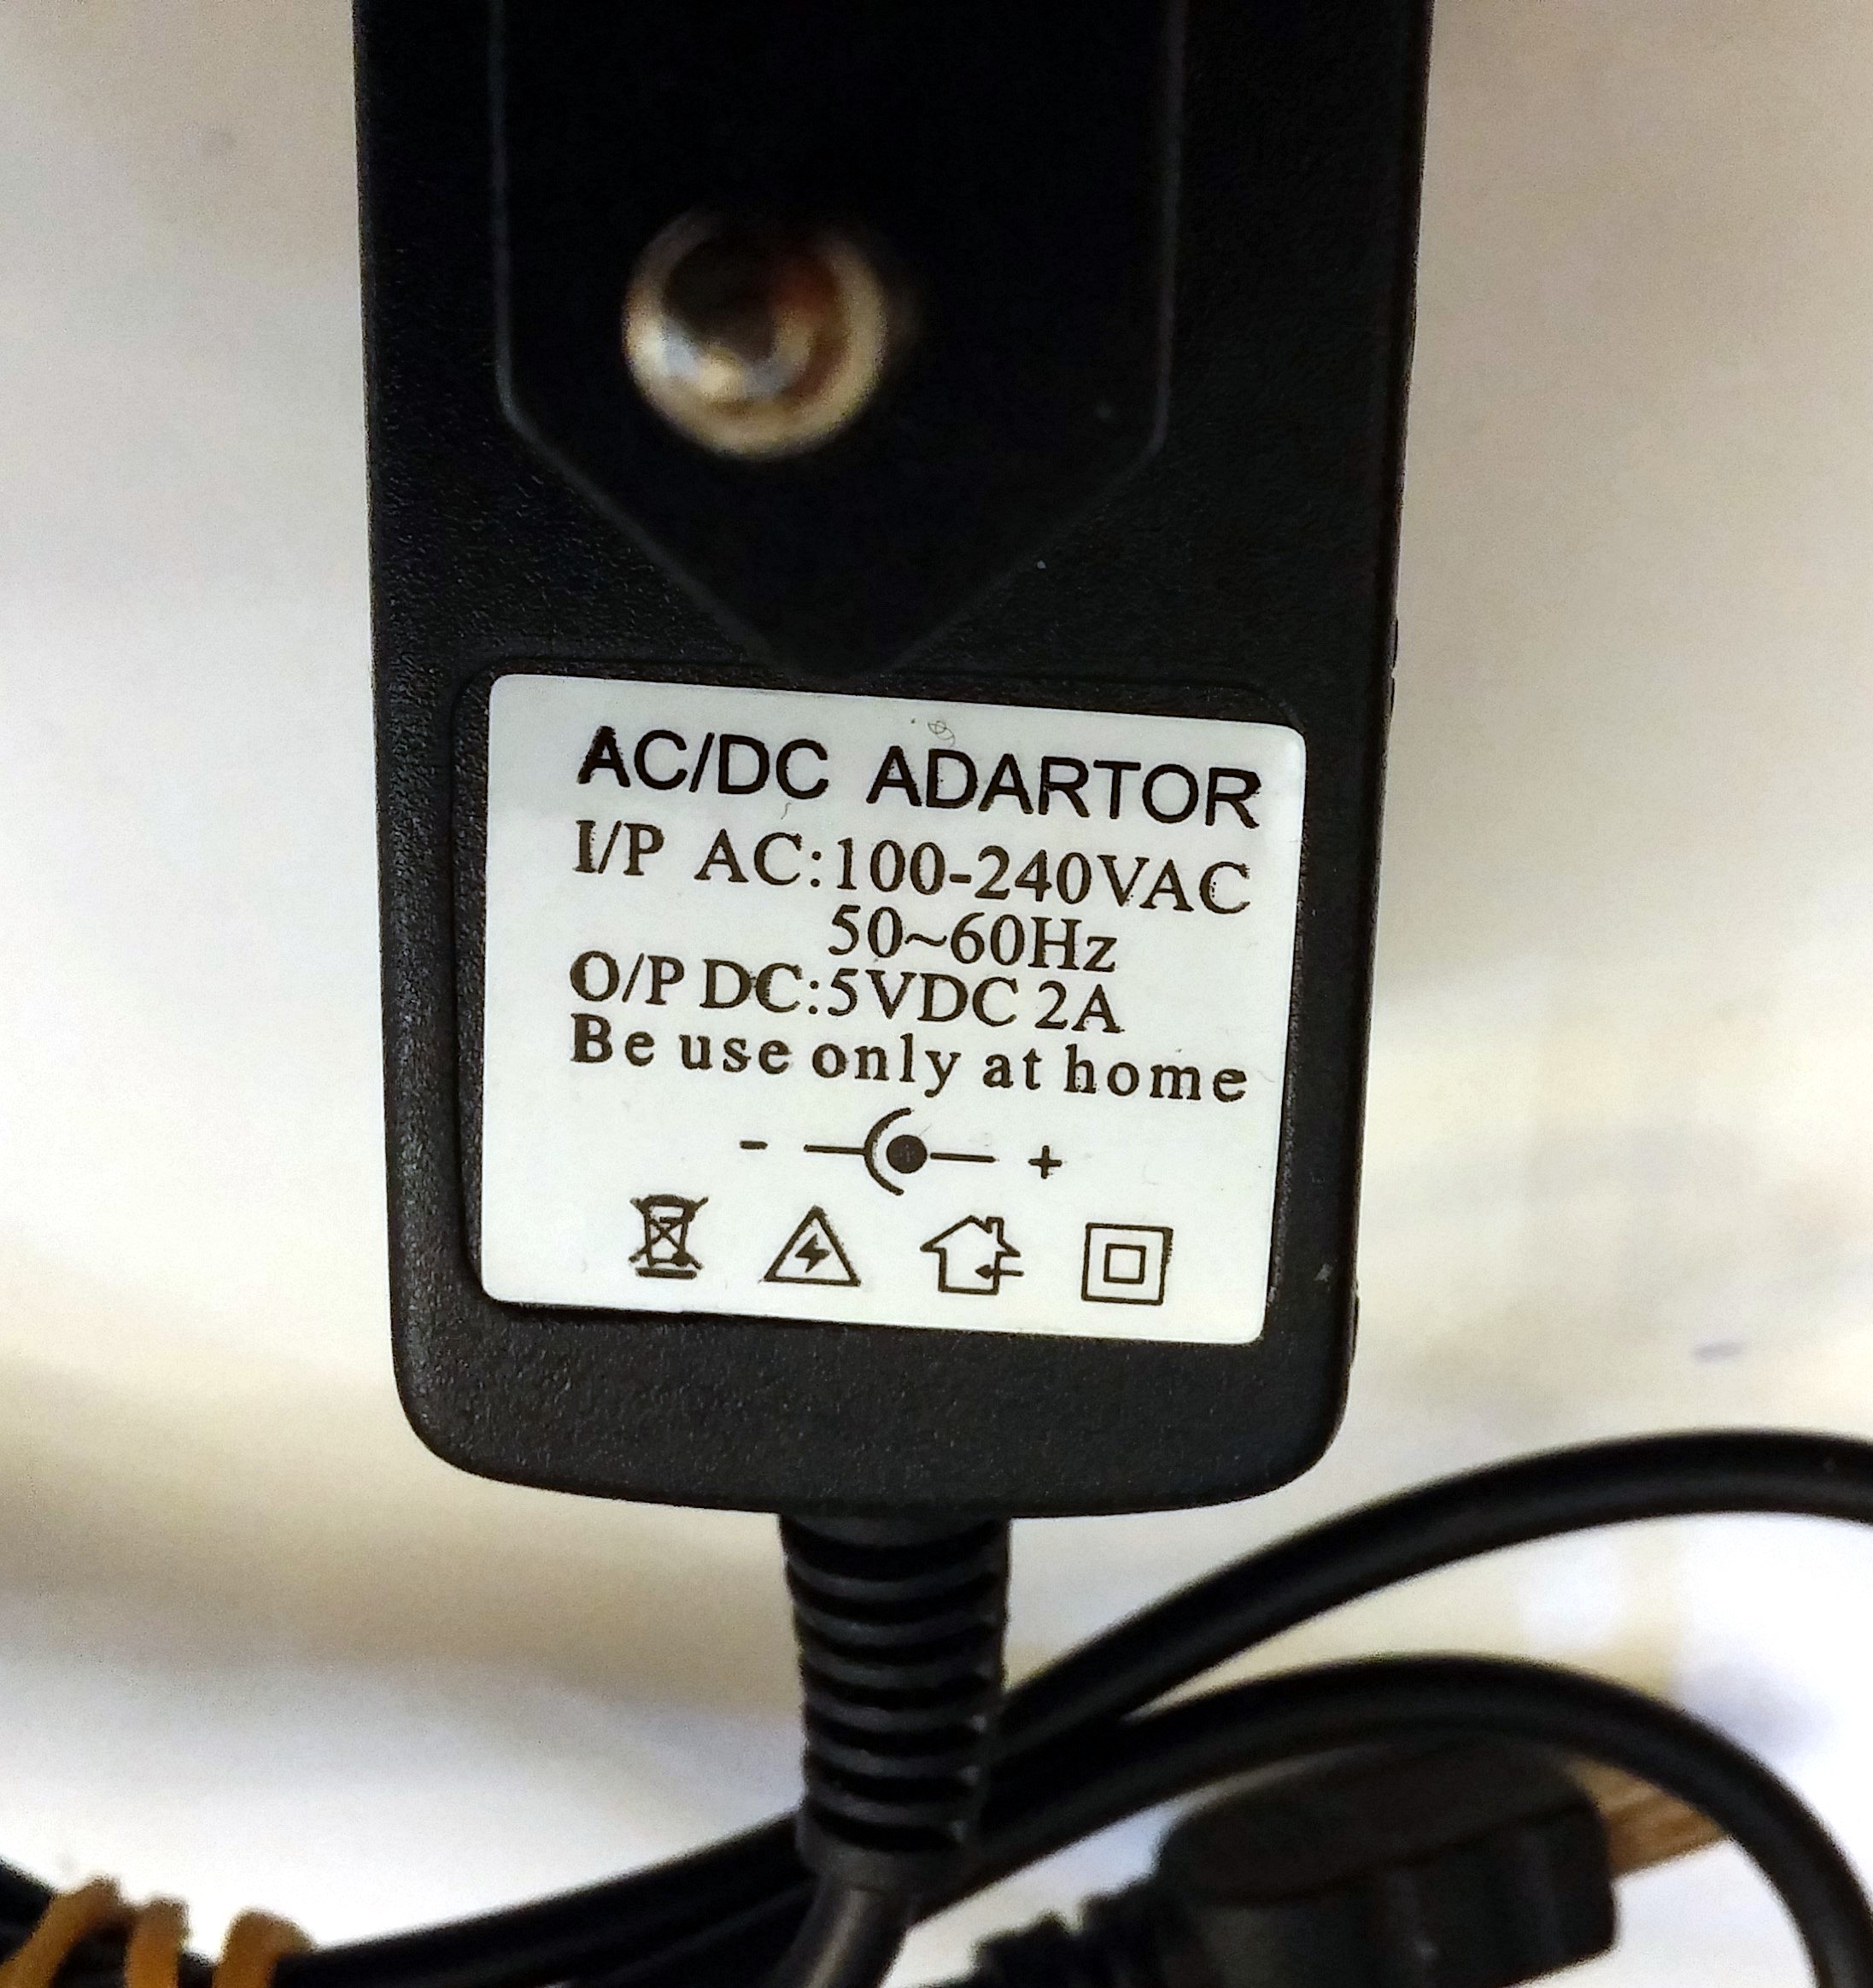 AC/DC ADARTOR
I/P AC:100-240VAC
50~60Hz
O/P DC:5VDC 2A
Be use only at home
- +